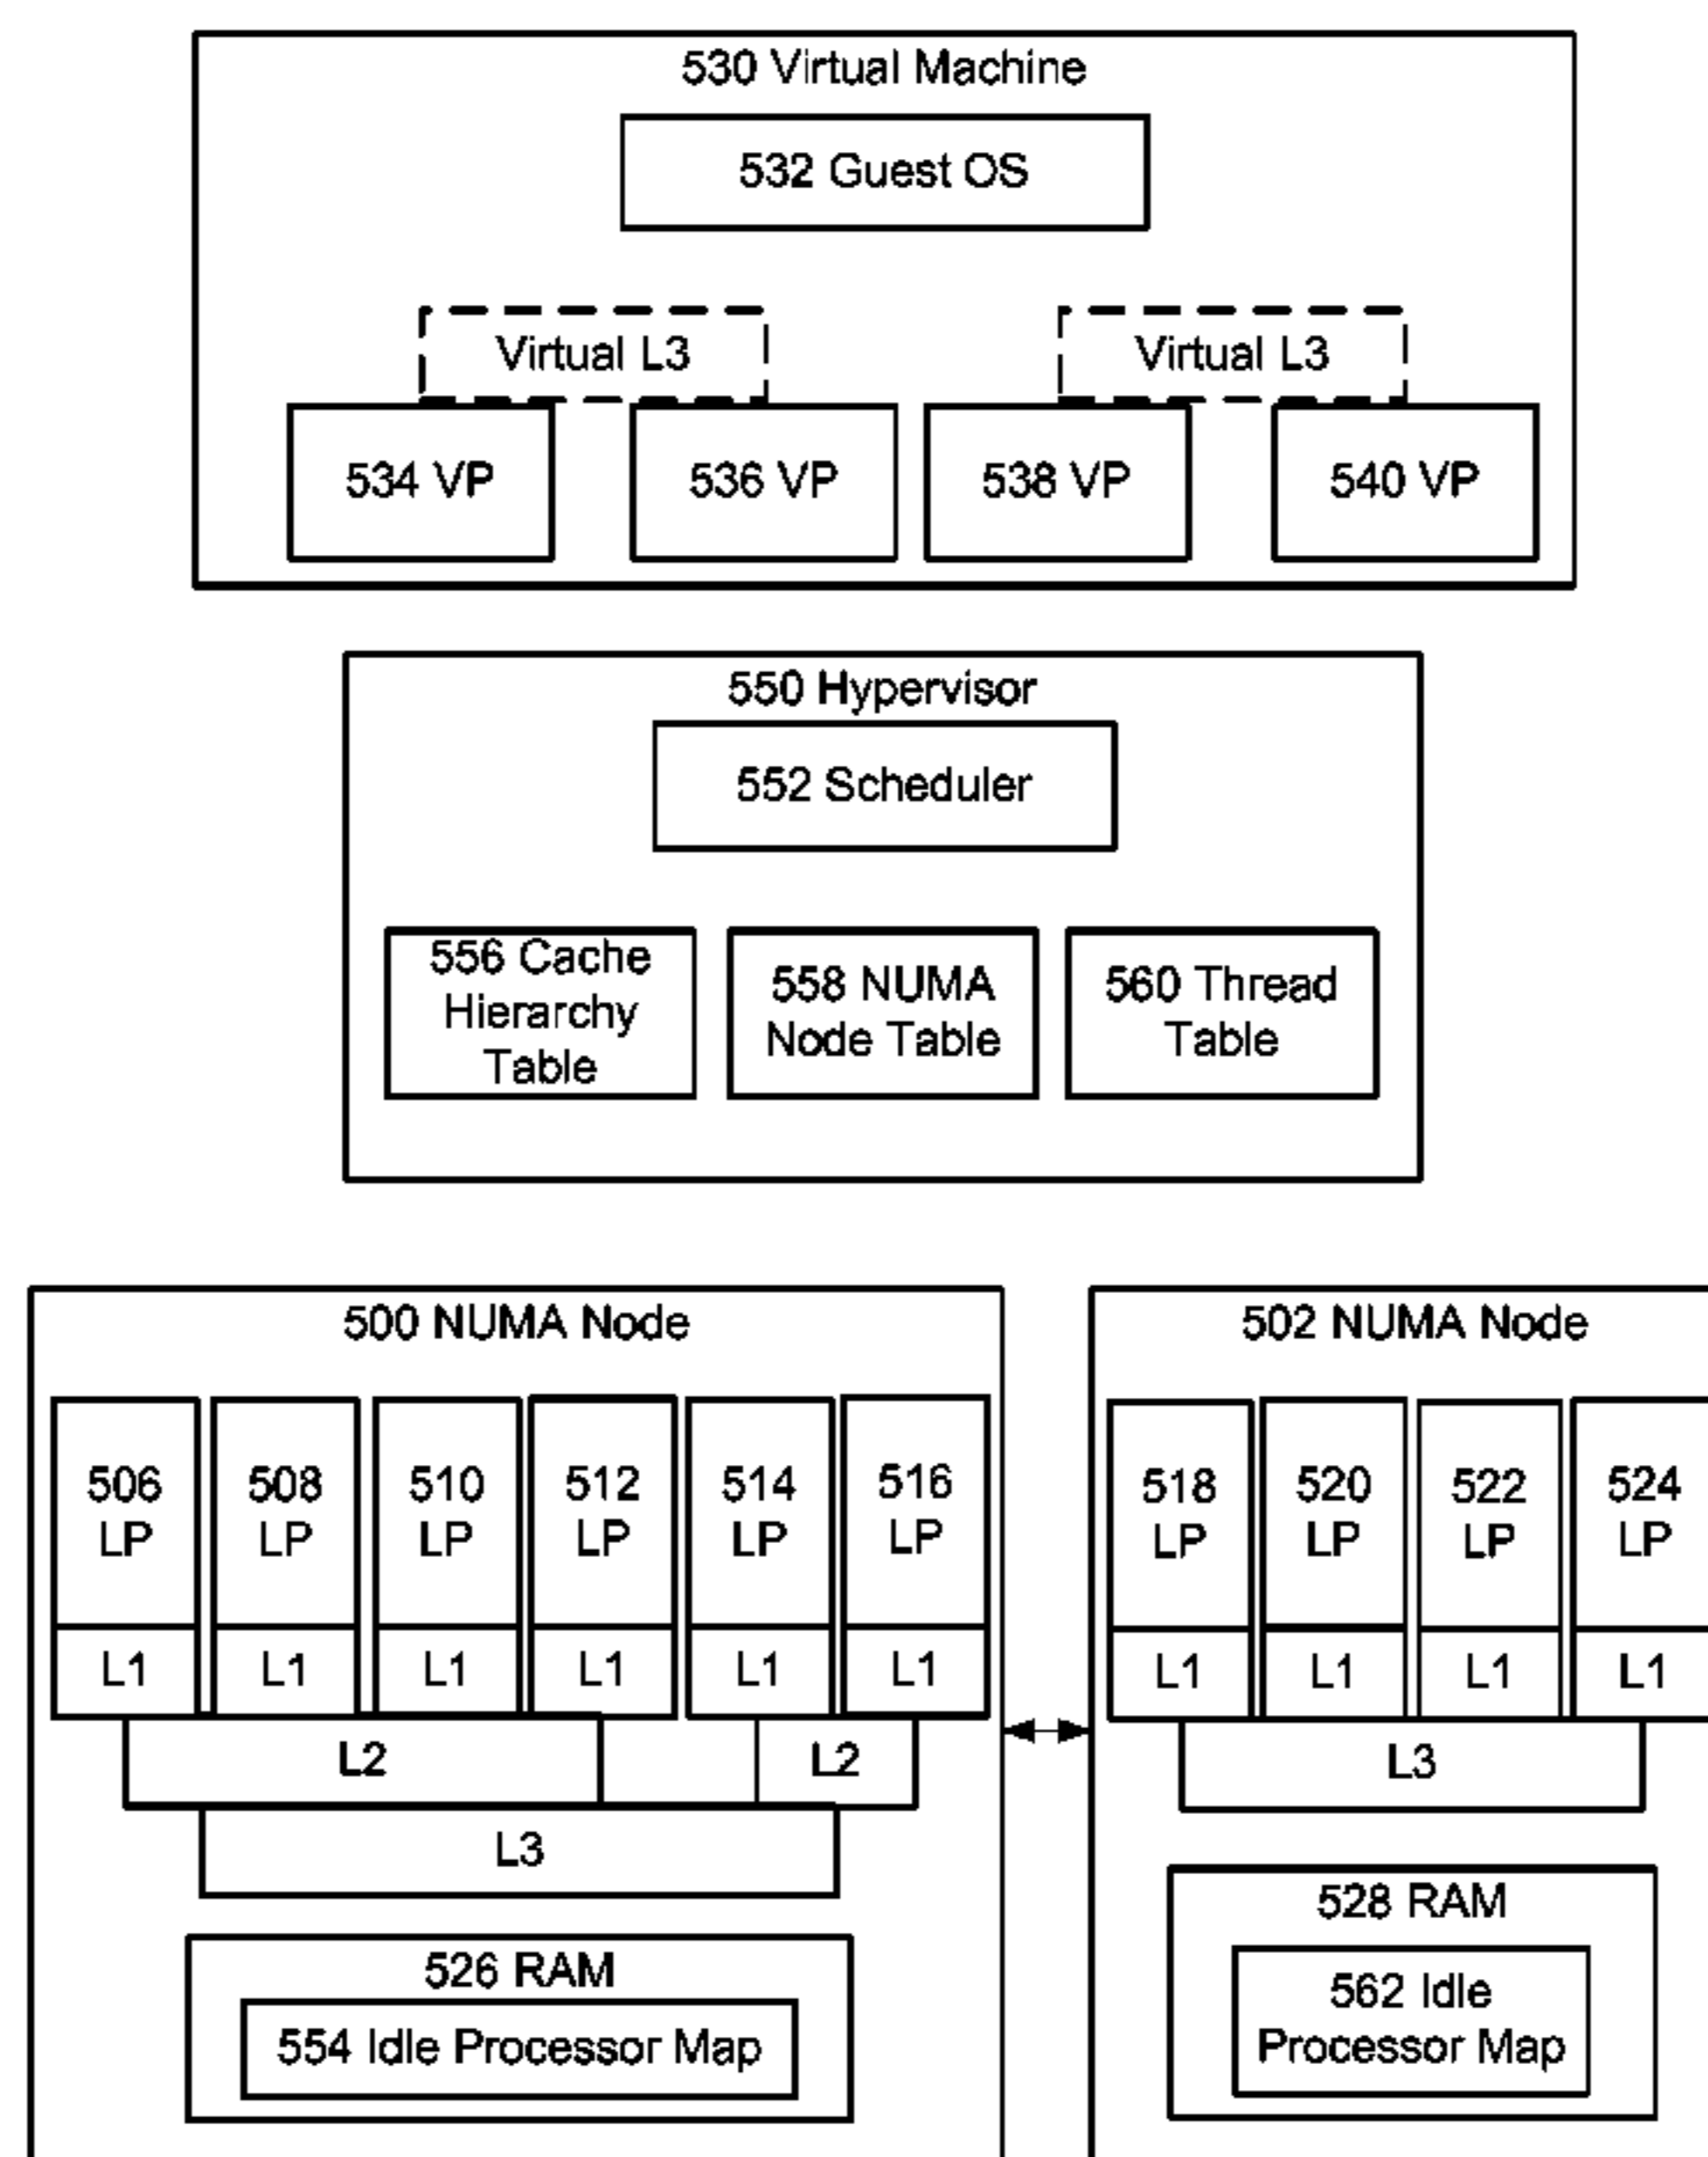 530 Virtual Machine
532 Guest OS
Virtual L3
Virtual L3
534 VP
536 VP
538 VP
540 VP
550 Hypervisor
552 Scheduler
556 Cache
Hierarchy
Table
558 NUMA
Node Table
560 Thread
Table
500 NUMA Node
506
LP
508
LP
510
LP
512
LP
514
LP
516
LP
L1
L1
L1
L1
L1
L1
L2
L2
L3
526 RAM
554 Idle Processor Map
502 NUMA Node
518
LP
520
LP
522
LP
524
LP
L1
L1
L1
L1
L3
528 RAM
562 Idle
Processor Map